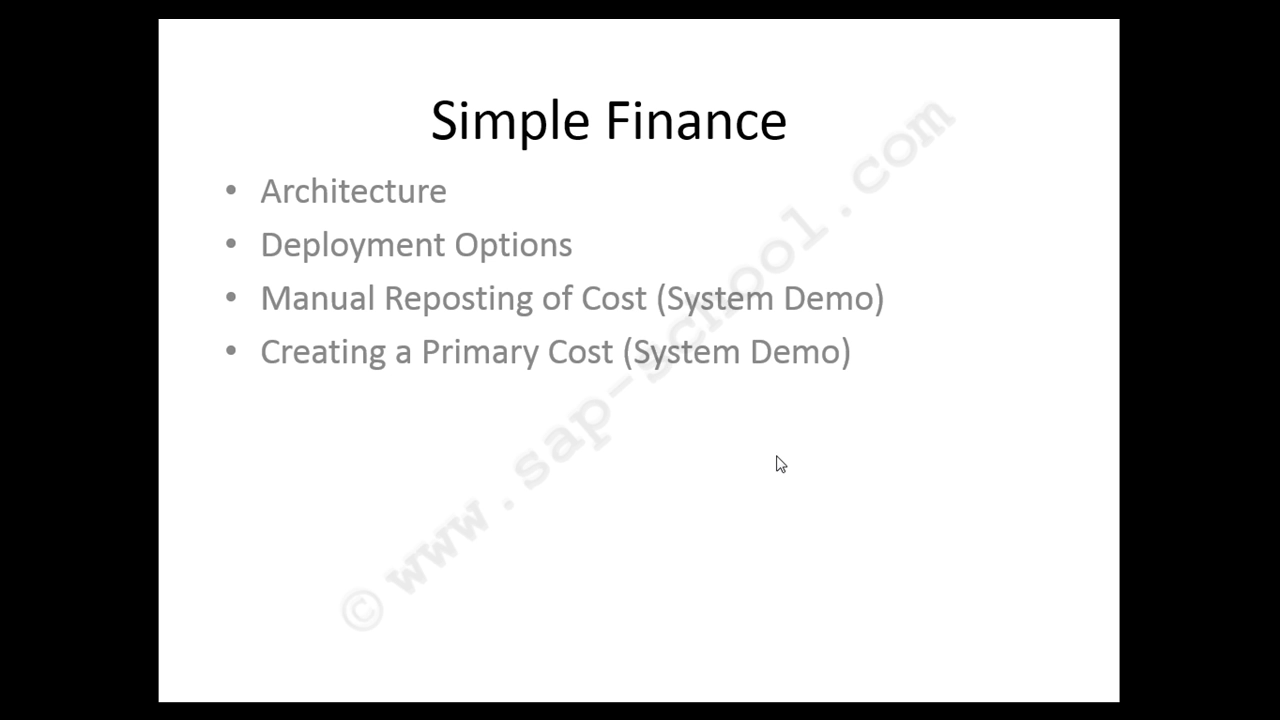 Simple Finance
• Architecture
• Deployment Options
• Manual Reposting of Cost (System Demo)
• Creating a Primary Cost (System Demo)
© www.sap-school.com